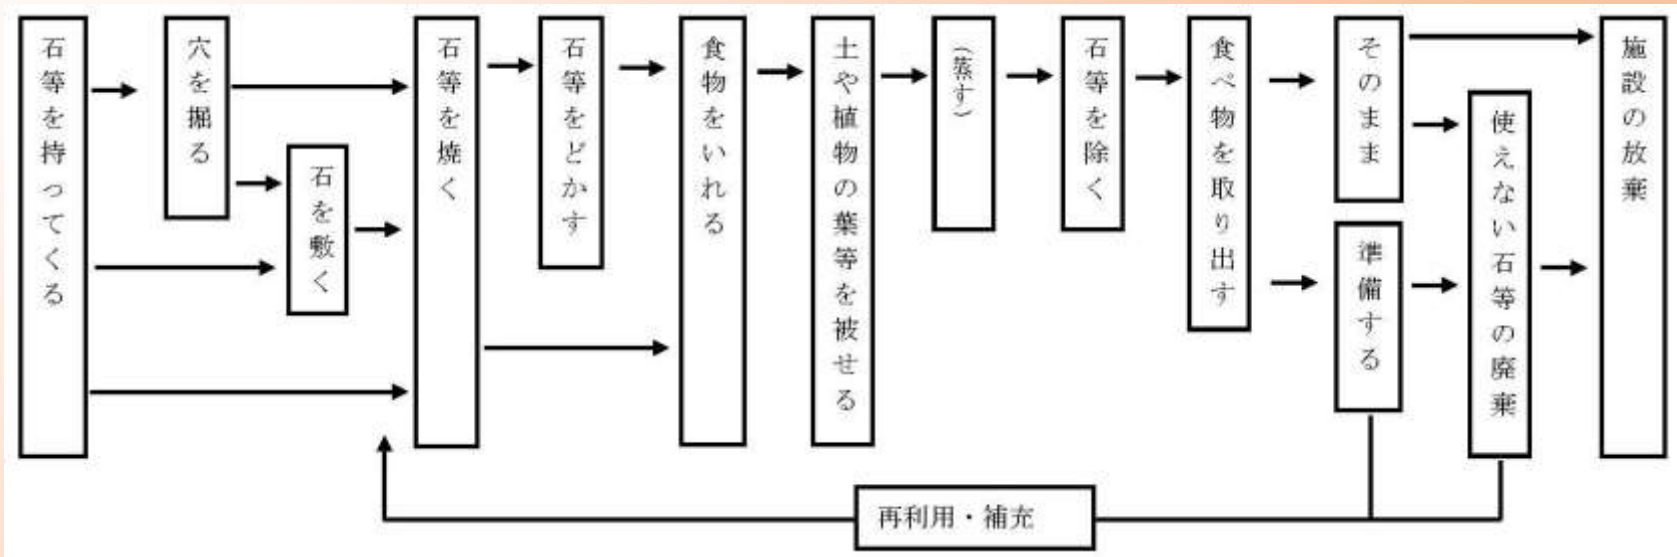 石等を持ってくる
穴を掘る
石を敷く
石等を焼く
石等をどかす
食物をいれる
土や植物の葉等を被せる
(蒸す)
石等を除く
食べ物を取り出す
そのまま
準備する
使えない石等の廃棄
施設の放棄
再利用・補充